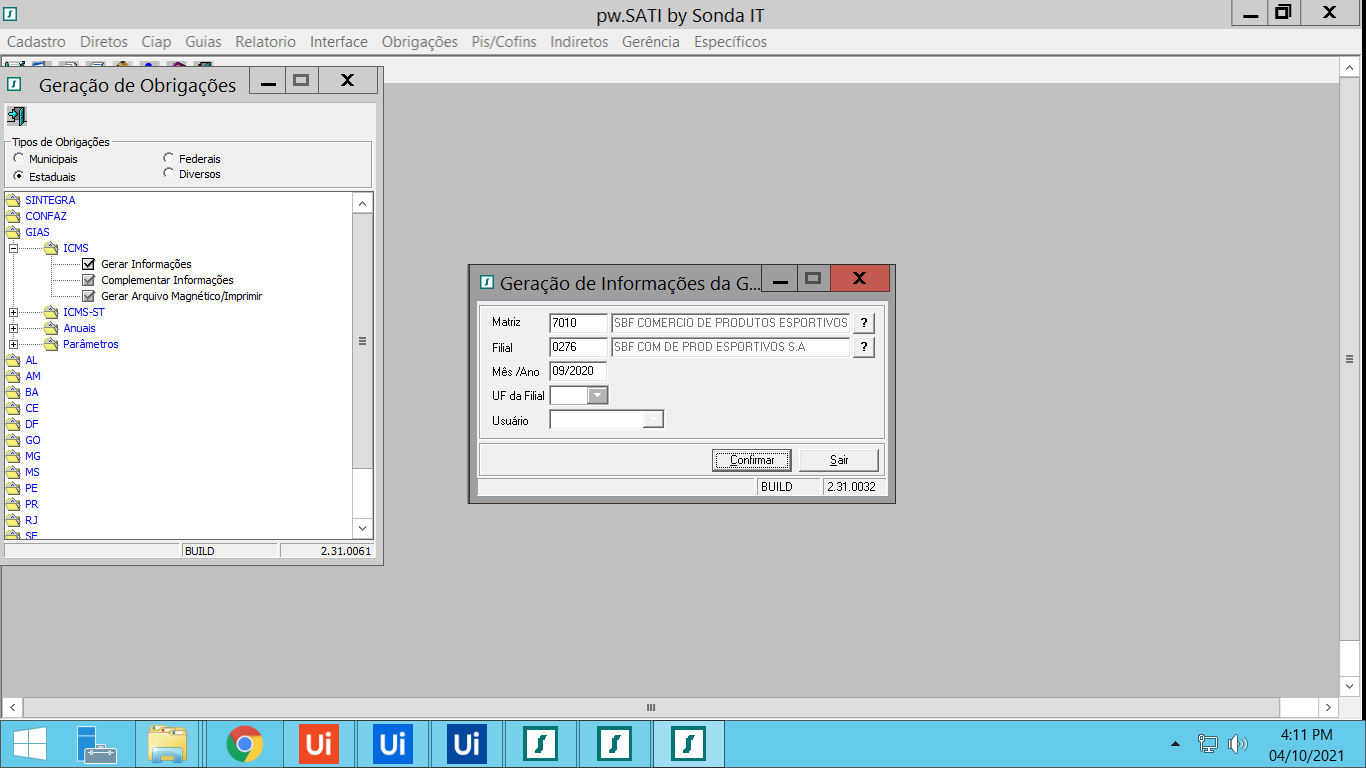 pw.SATI by Sonda IT
Cadastro Diretos Ciap Guias Relatorio Interface Obrigações Pis/Cofins Indiretos Gerência Específicos
Geração de Obrigações
Tipos de Obrigações
Municipais Federais
Estaduais Diversos
SINTEGRA
CONFAZ
GIAS
ICMS
Gerar Informações
Complementar Informações
Gerar Arquivo Magnético/Imprimir
ICMS-ST
Anuais
Parâmetros
AL
AM
BA
CE
DF
GO
MG
MS
PE
PR
RJ
SE
BUILD 2.31.0061
Geração de Informações da G...
Matriz 7010 SBF COMERCIO DE PRODUTOS ESPORTIVOS ?
Filial 0276 SBF COM DE PROD ESPORTIVOS S.A ?
Mês /Ano 09/2020
UF da Filial
Usuário
Confirmar Sair
BUILD 2.31.0032
Ui Ui Ui
4:11 PM
04/10/2021